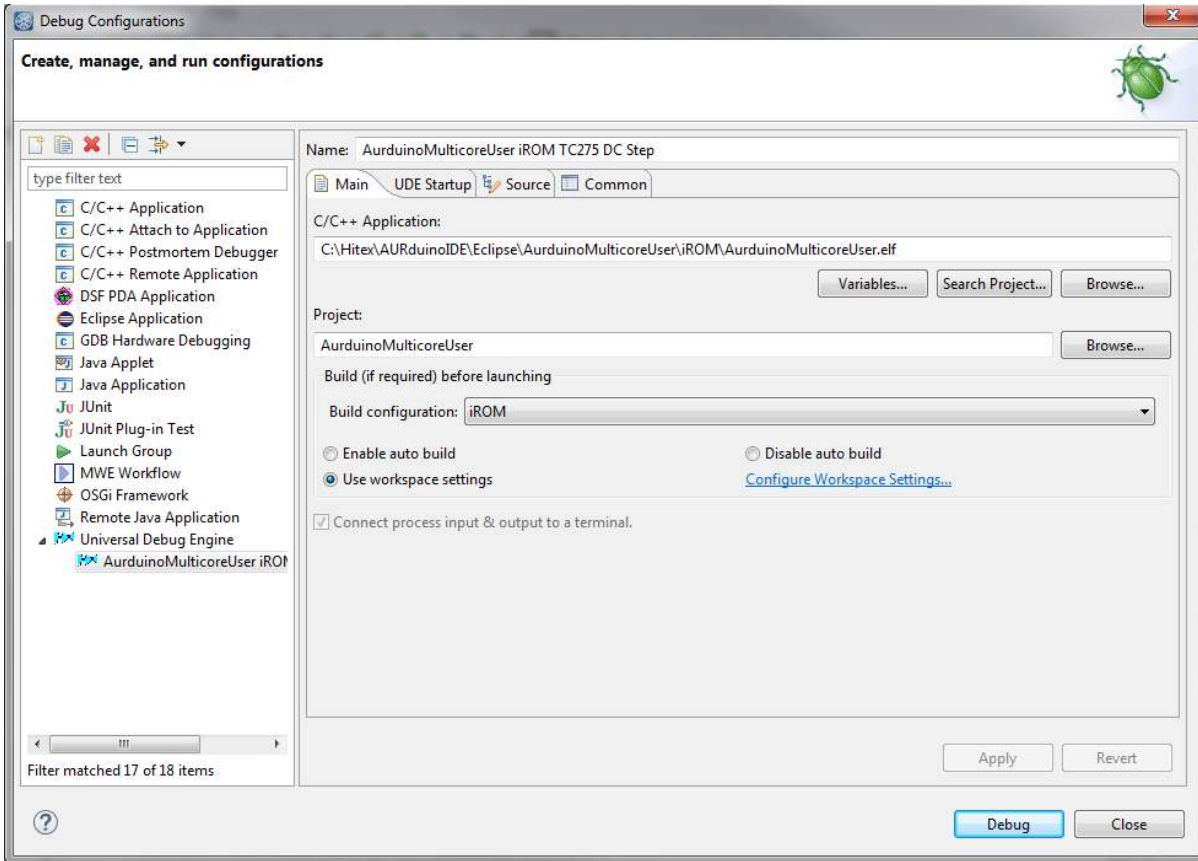 Debug Configurations
Create, manage, and run configurations
type filter text
C/C++ Application
C/C++ Attach to Application
C/C++ Postmortem Debugger
C/C++ Remote Application
DSF PDA Application
Eclipse Application
GDB Hardware Debugging
Java Applet
Java Application
JUnit
JUnit Plug-in Test
Launch Group
MWE Workflow
OSGi Framework
Remote Java Application
Universal Debug Engine
AurduinoMulticoreUser iRO
Filter matched 17 of 18 items
Name: AurduinoMulticoreUser iROM TC275 DC Step
Main UDE Startup Source Common
C/C++ Application:
C:\Hitex\AURduinoIDE\Eclipse\AurduinoMulticoreUser\iROM\AurduinoMulticoreUser.elf
Variables... Search Project... Browse...
Project:
AurduinoMulticoreUser Browse...
Build (if required) before launching
Build configuration: iROM
Enable auto build Disable auto build
Use workspace settings Configure Workspace Settings...
Connect process input & output to a terminal.
Apply Revert
Debug Close